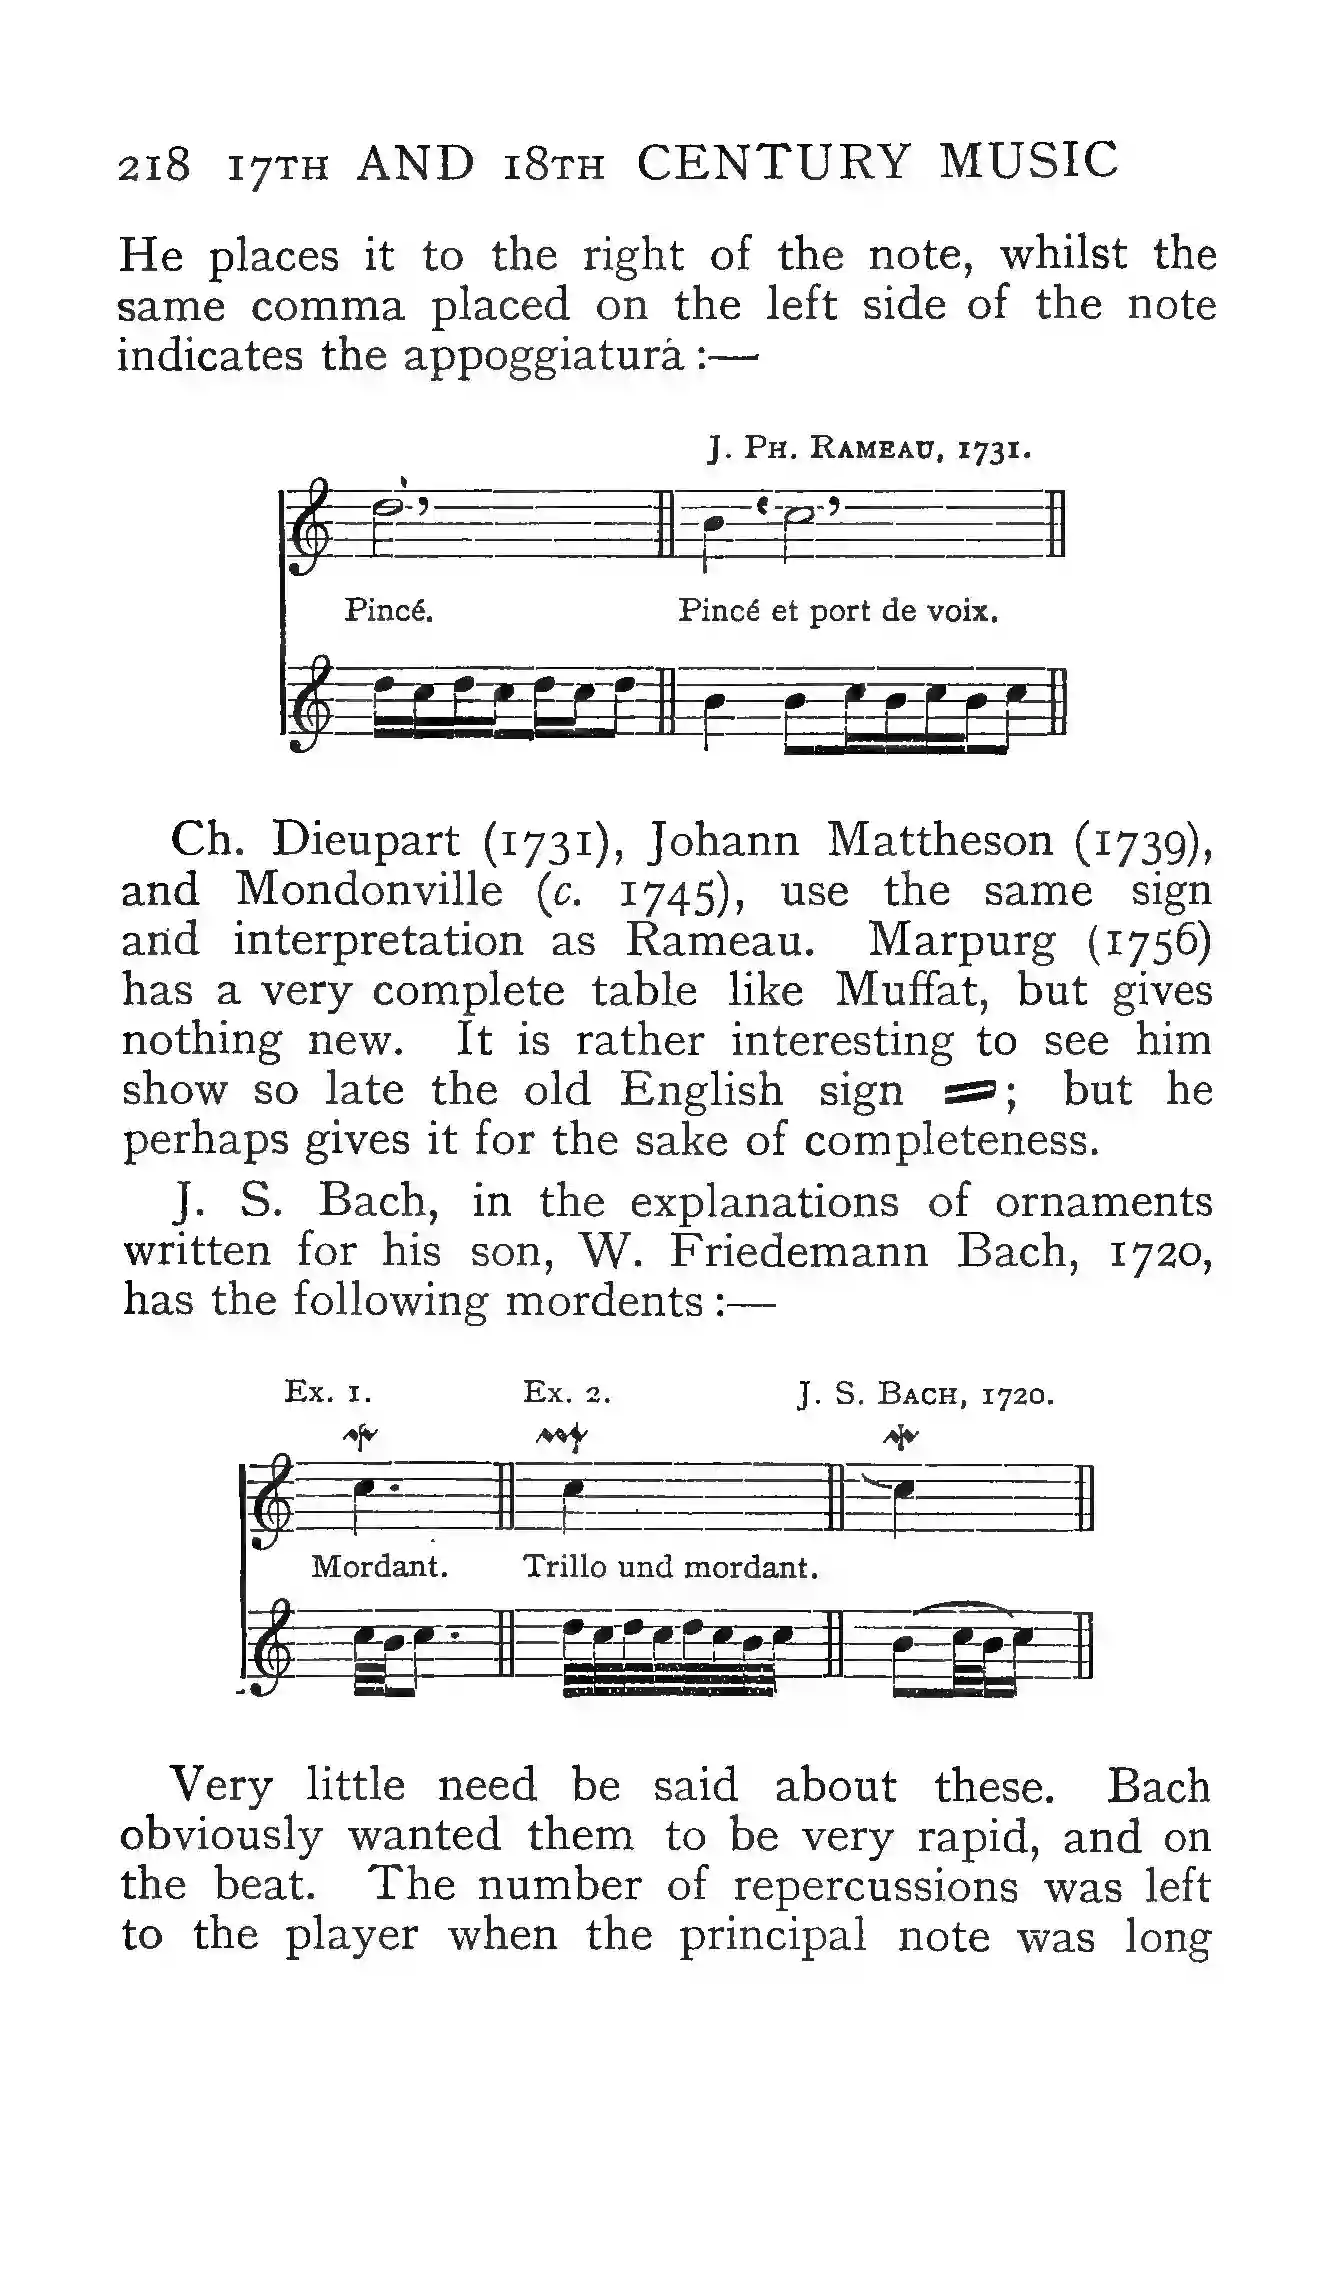 218 17TH AND 18TH CENTURY MUSIC
He places it to the right of the note, whilst the
same comma placed on the left side of the note
indicates the appoggiatura :—
J. PH. RAMEAU, 1731.
Pincé.
Pincé et port de voix.
Ch. Dieupart (1731), Johann Mattheson (1739),
and Mondonville (c. 1745), use the same sign
and interpretation as Rameau. Marpurg (1756)
has a very complete table like Muffat, but gives
nothing new. It is rather interesting to see him
show so late the old English sign ; but he
perhaps gives it for the sake of completeness.
J. S. Bach, in the explanations of ornaments
written for his son, W. Friedemann Bach, 1720,
has the following mordents :—
EX. 1. EX. 2. J. S. BACH, 1720.
Mordant. Trillo und mordant.
Very little need be said about these. Bach
obviously wanted them to be very rapid, and on
the beat. The number of repercussions was left
to the player when the principal note was long